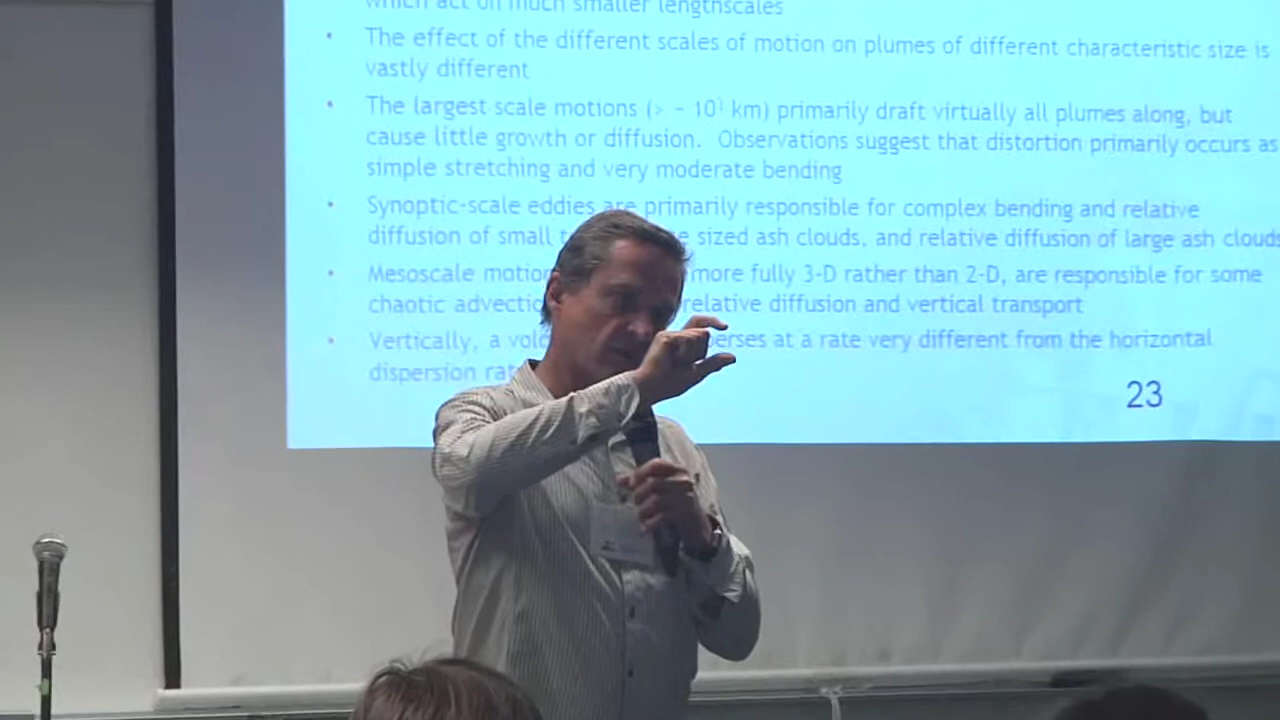 which act on much smaller lengthscales
• The effect of the different scales of motion on plumes of different characteristic size is
vastly different
• The largest scale motions (> ~ 10³ km) primarily draft virtually all plumes along, but
cause little growth or diffusion. Observations suggest that distortion primarily occurs as
simple stretching and very moderate bending
• Synoptic-scale eddies are primarily responsible for complex bending and relative
diffusion of small sized ash clouds, and relative diffusion of large ash clouds
• Mesoscale more fully 3-D rather than 2-D, are responsible for some
chaotic relative diffusion and vertical transport
• Vertically, a at a rate very different from the horizontal
dispersion
23